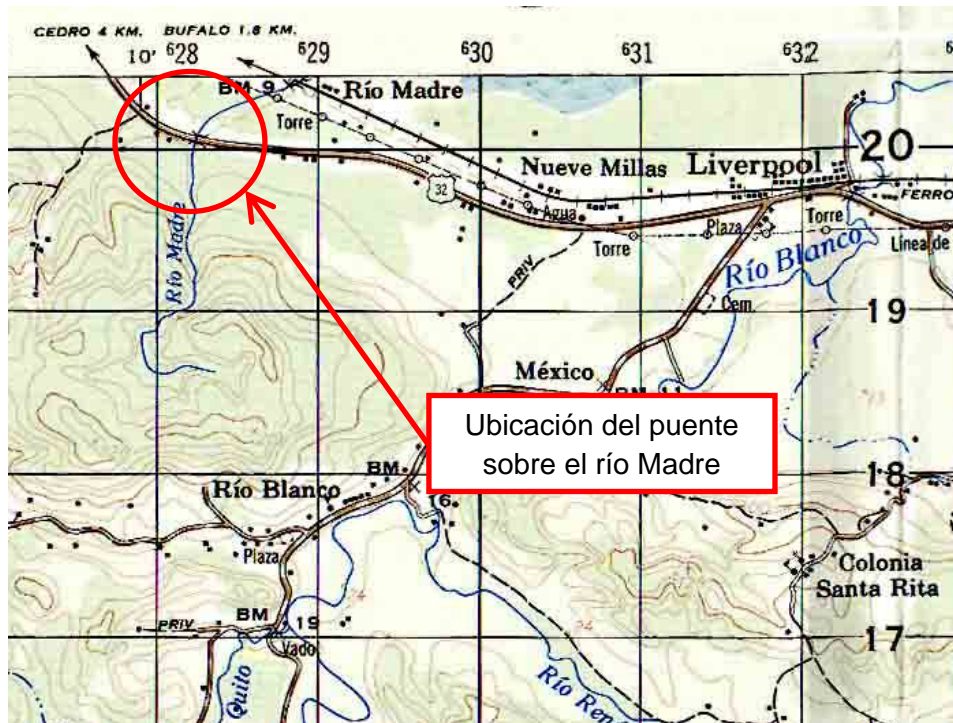 CEDRO 4 KM. BUFALO 1.8 KM.
10' ⁶28 ⁶29 ⁶30 ⁶31 ⁶32
BM 9
Río Madre
Torre
Nueve Millas
Liverpool
20
32
Agua
Plaza
Torre
FERRO
Torre
Línea de
Río Madre
PRIV
Río Blanco
Cem.
19
México
BM 11
Ubicación del puente
sobre el río Madre
BM
16
18
Río Blanco
Plaza
Colonia
Santa Rita
PRIV
BM 19
Vado
24
17
Quito
Río